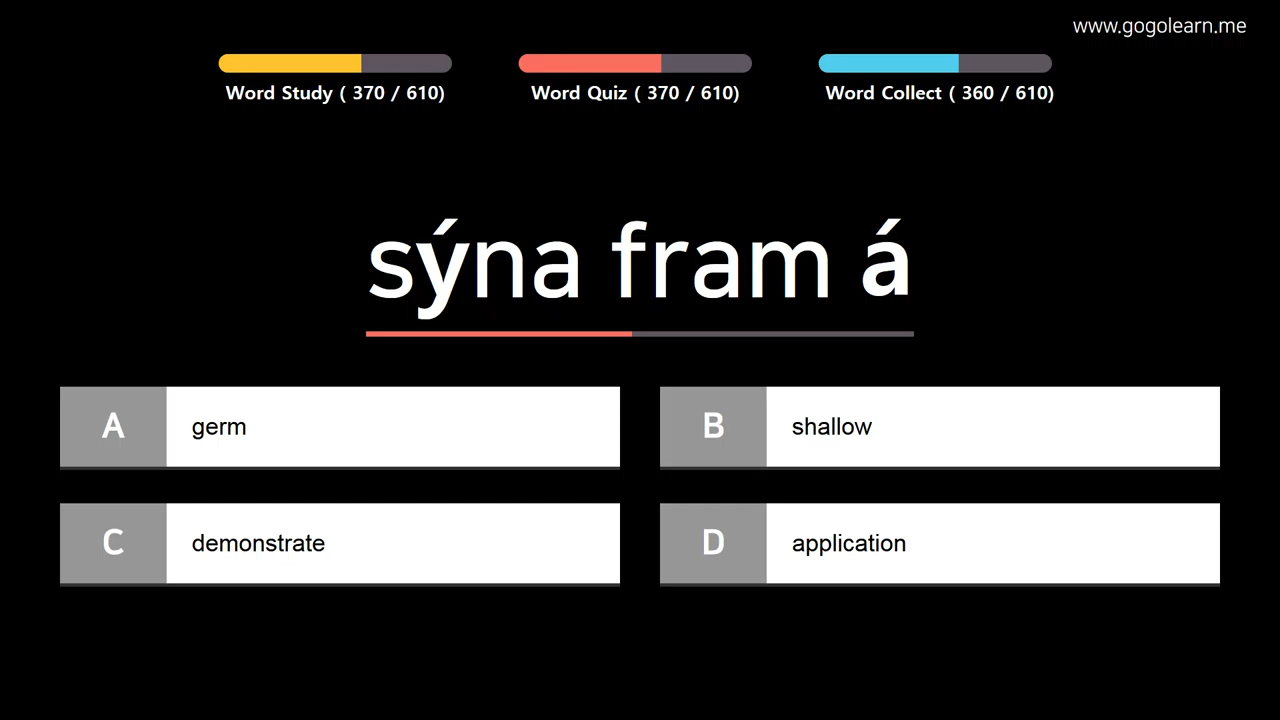 www.gogolearn.me
Word Study ( 370 / 610)
Word Quiz ( 370 / 610)
Word Collect ( 360 / 610)
sýna fram á
A germ
B shallow
C demonstrate
D application